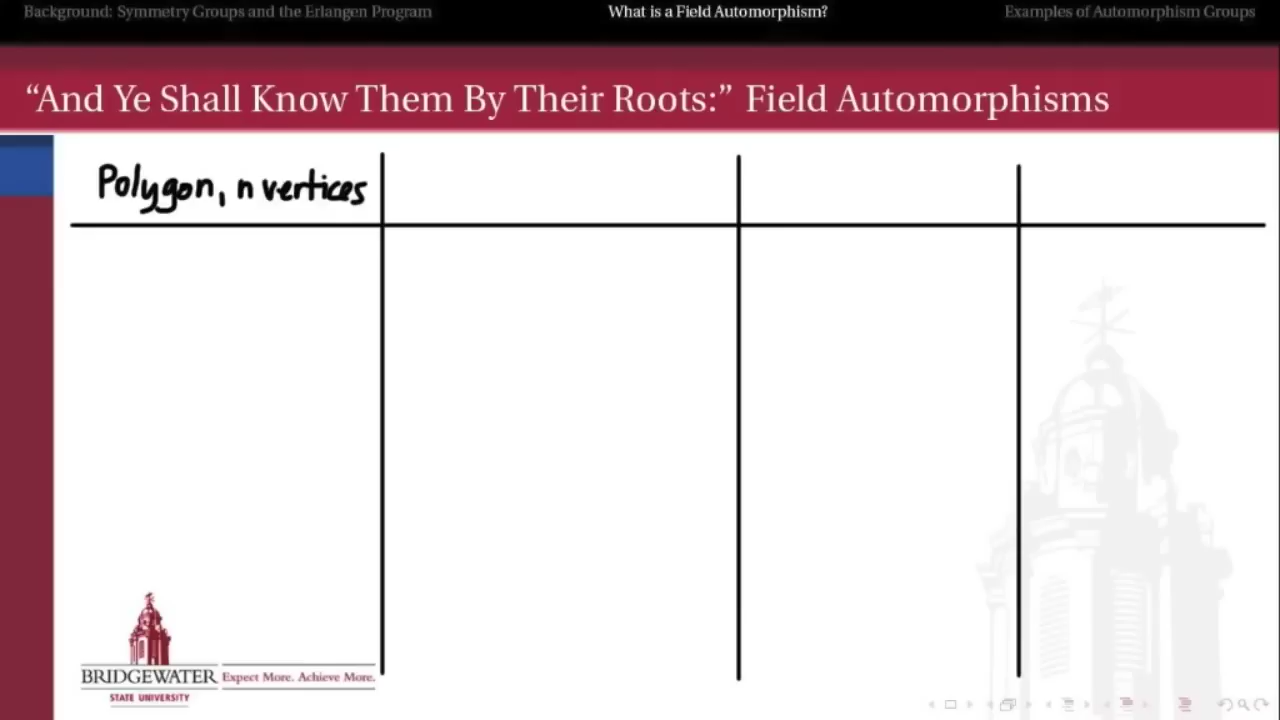 Background: Symmetry Groups and the Erlangen Program What is a Field Automorphism? Examples of Automorphism Groups
“And Ye Shall Know Them By Their Roots:” Field Automorphisms
Polygon, n vertices
BRIDGEWATER Expect More. Achieve More.
STATE UNIVERSITY